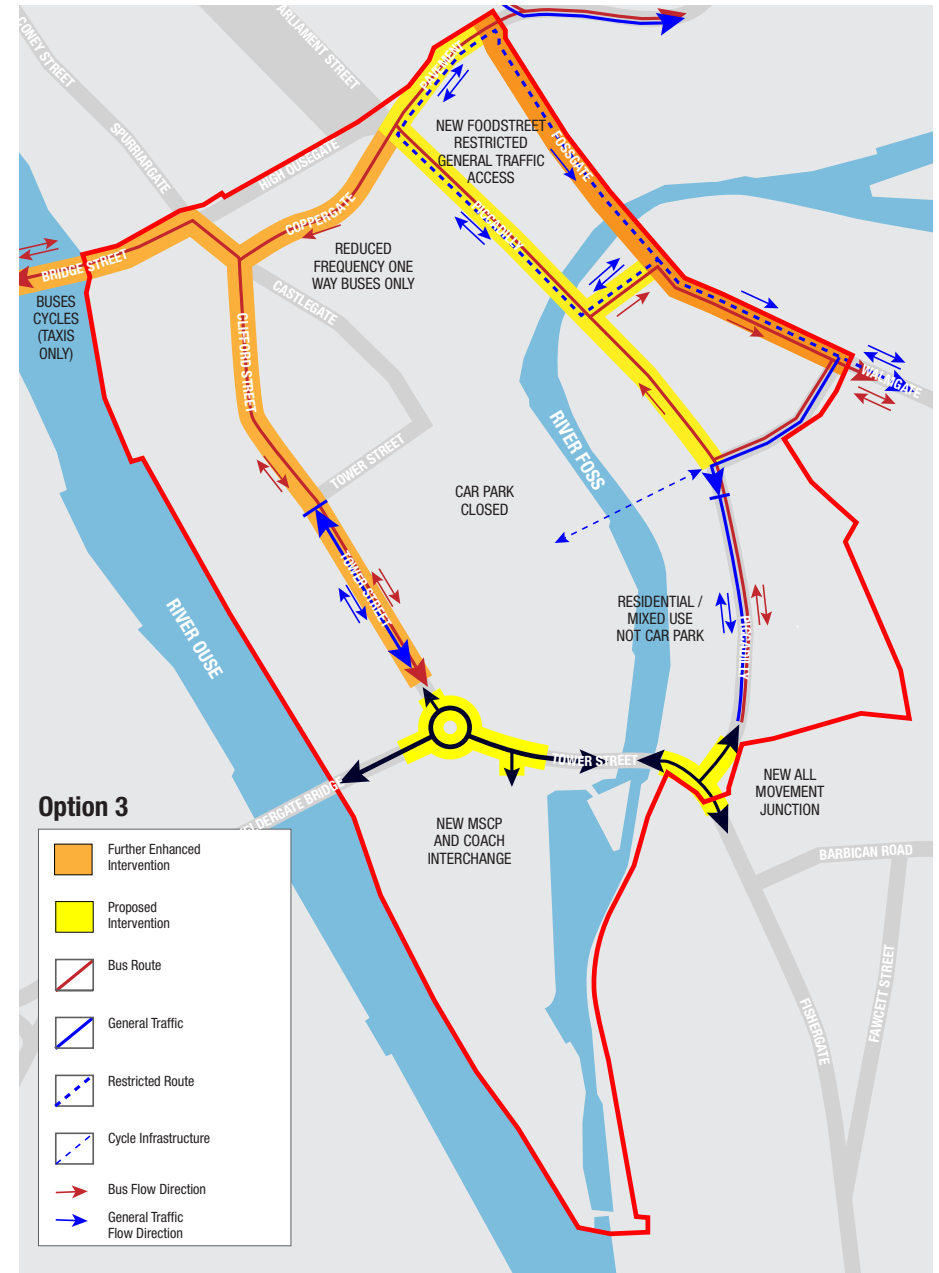 CONEY STREET
PARLIAMENT STREET
SPURRIARGATE
HIGH OUSEGATE
PAVEMENT
NEW FOODSTREET
RESTRICTED
GENERAL TRAFFIC
ACCESS
FOSSGATE
COPPERGATE
PICCADILLY
BRIDGE STREET
REDUCED
FREQUENCY ONE
WAY BUSES ONLY
BUSES
CYCLES
(TAXIS
ONLY)
CASTLEGATE
CLIFFORD STREET
WALMGATE
RIVER FOSS
TOWER STREET
CAR PARK
CLOSED
TOWER STREET
RIVER OUSE
RESIDENTIAL /
MIXED USE
NOT CAR PARK
PICCADILLY
TOWER STREET
NEW ALL
MOVEMENT
JUNCTION
ELDERGATE BRIDGE
NEW MSCP
AND COACH
INTERCHANGE
BARBICAN ROAD
FISHERGATE
FAWCETT STREET
Option 3
Further Enhanced
Intervention
Proposed
Intervention
Bus Route
General Traffic
Restricted Route
Cycle Infrastructure
Bus Flow Direction
General Traffic
Flow Direction